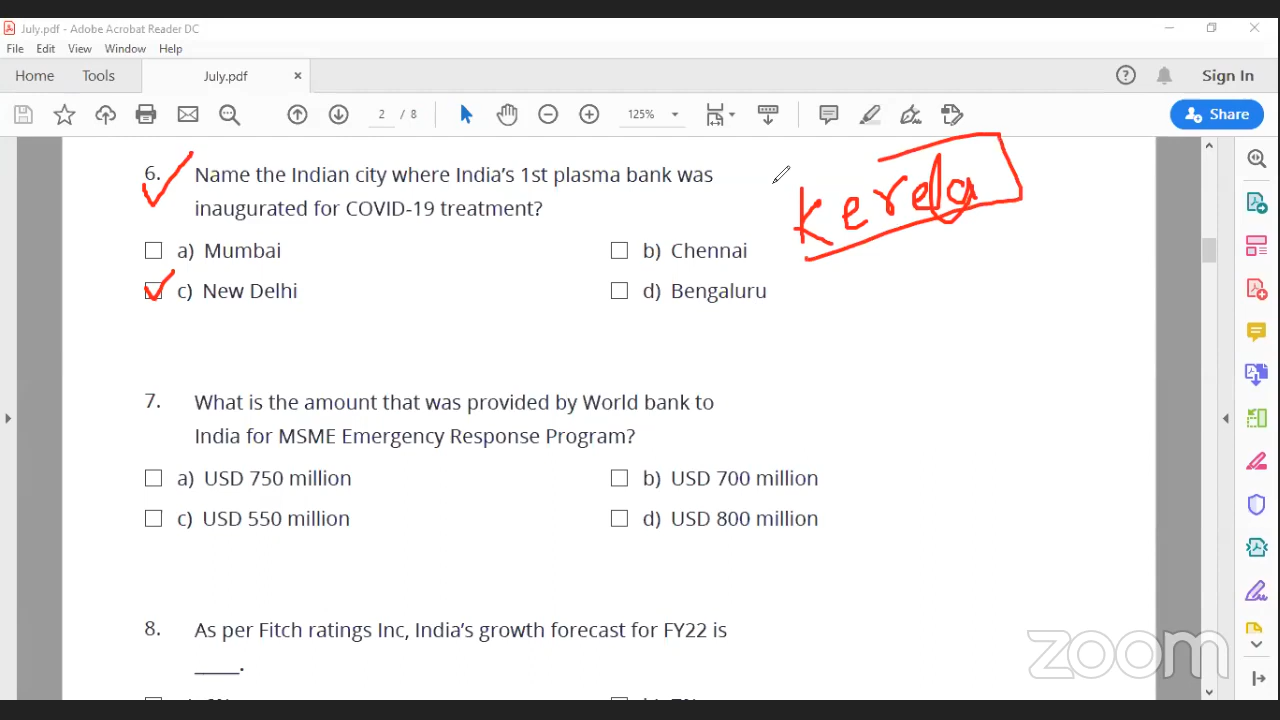 July.pdf - Adobe Acrobat Reader DC
File Edit View Window Help
Home Tools July.pdf × Sign In
2 / 8 125% Share
6. Name the Indian city where India's 1st plasma bank was
inaugurated for COVID-19 treatment?
kerela
a) Mumbai b) Chennai
c) New Delhi d) Bengaluru
7. What is the amount that was provided by World bank to
India for MSME Emergency Response Program?
a) USD 750 million b) USD 700 million
c) USD 550 million d) USD 800 million
8. As per Fitch ratings Inc, India's growth forecast for FY22 is
____.
zoom